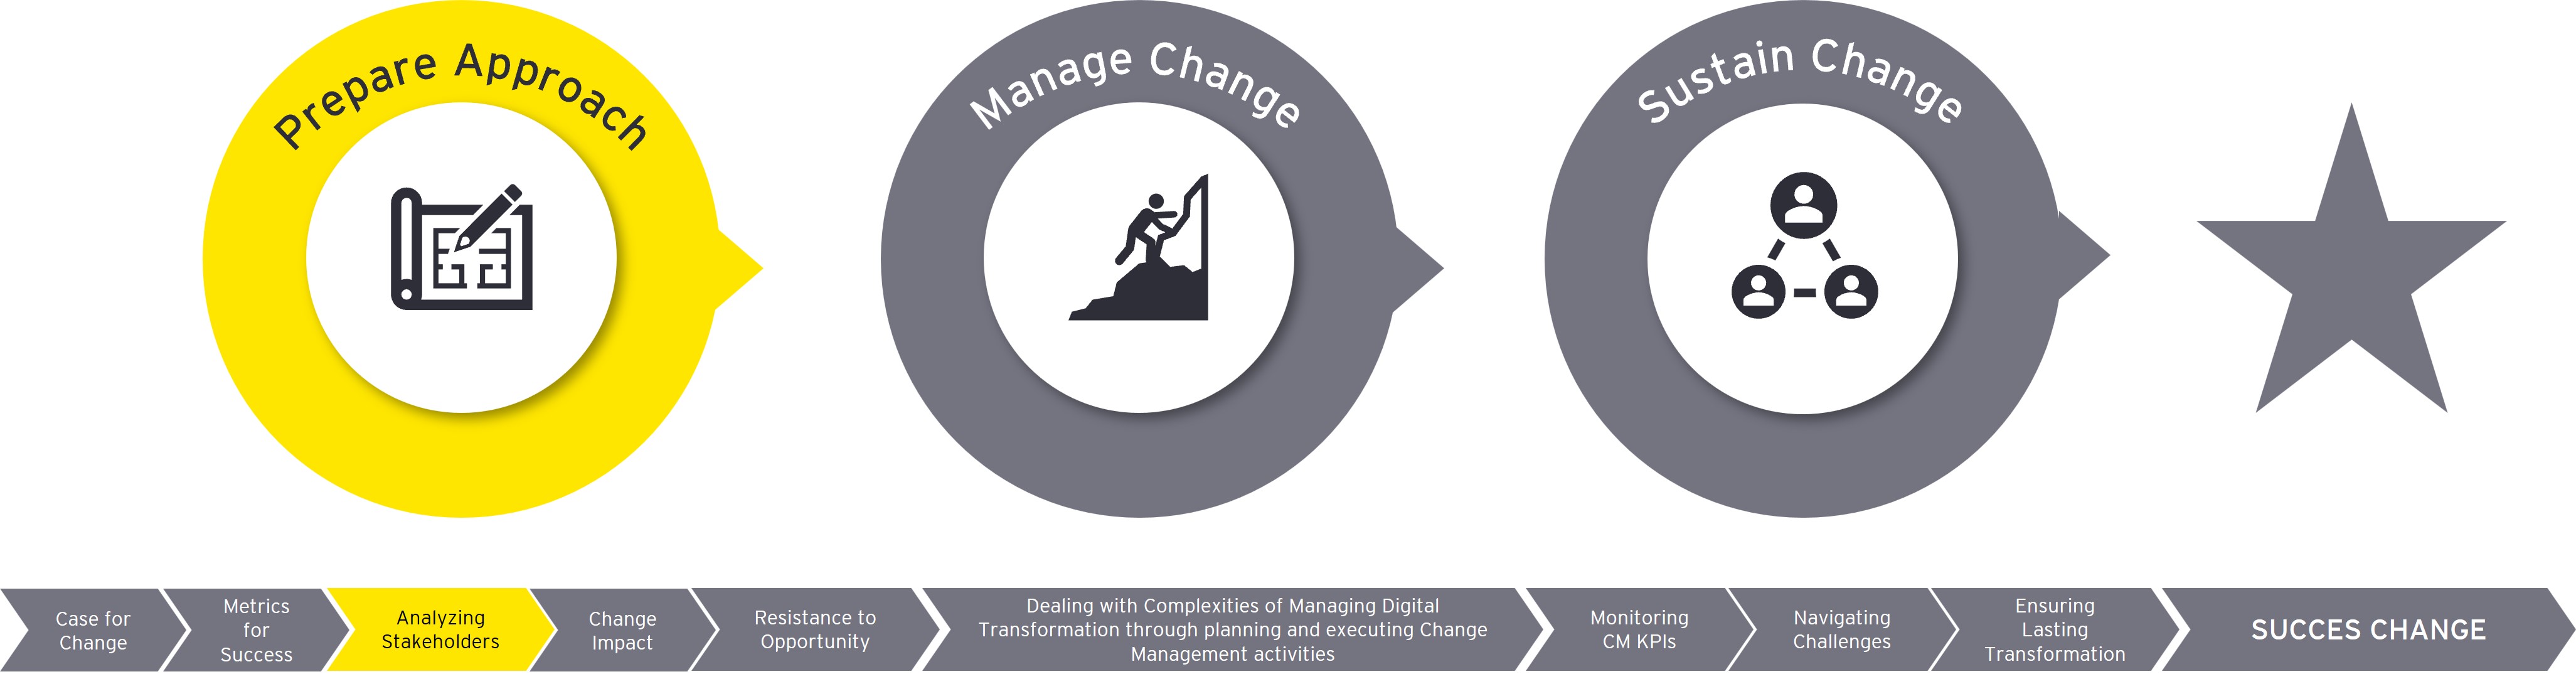 Prepare Approach
Manage Change
Sustain Change
Case for
Change
Metrics
for
Success
Analyzing
Stakeholders
Change
Impact
Resistance to
Opportunity
Dealing with Complexities of Managing Digital
Transformation through planning and executing Change
Management activities
Monitoring
CM KPIs
Navigating
Challenges
Ensuring
Lasting
Transformation
SUCCES CHANGE